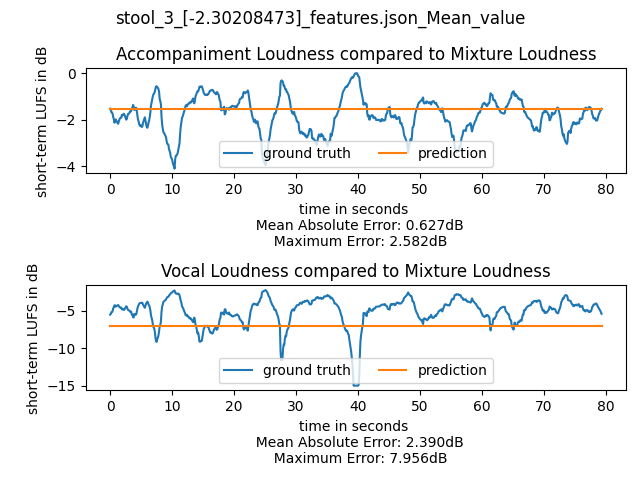 stool_3_[-2.30208473]_features.json_Mean_value
Accompaniment Loudness compared to Mixture Loudness
short-term LUFS in dB
0
−2
−4
ground truth prediction
0 10 20 30 40 50 60 70 80
time in seconds
Mean Absolute Error: 0.627dB
Maximum Error: 2.582dB
Vocal Loudness compared to Mixture Loudness
short-term LUFS in dB
−5
−10
−15
ground truth prediction
0 10 20 30 40 50 60 70 80
time in seconds
Mean Absolute Error: 2.390dB
Maximum Error: 7.956dB